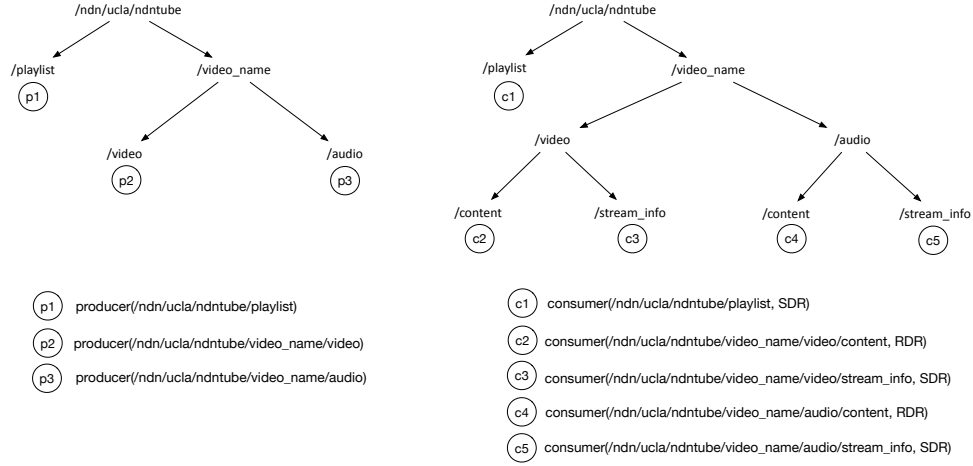 /ndn/ucla/ndntube
/playlist
/video_name
p1
/video
/audio
p2
p3
p1 producer(/ndn/ucla/ndntube/playlist)
p2 producer(/ndn/ucla/ndntube/video_name/video)
p3 producer(/ndn/ucla/ndntube/video_name/audio)
/ndn/ucla/ndntube
/playlist
/video_name
c1
/video
/audio
/content
/stream_info
/content
/stream_info
c2
c3
c4
c5
c1 consumer(/ndn/ucla/ndntube/playlist, SDR)
c2 consumer(/ndn/ucla/ndntube/video_name/video/content, RDR)
c3 consumer(/ndn/ucla/ndntube/video_name/video/stream_info, SDR)
c4 consumer(/ndn/ucla/ndntube/video_name/audio/content, RDR)
c5 consumer(/ndn/ucla/ndntube/video_name/audio/stream_info, SDR)